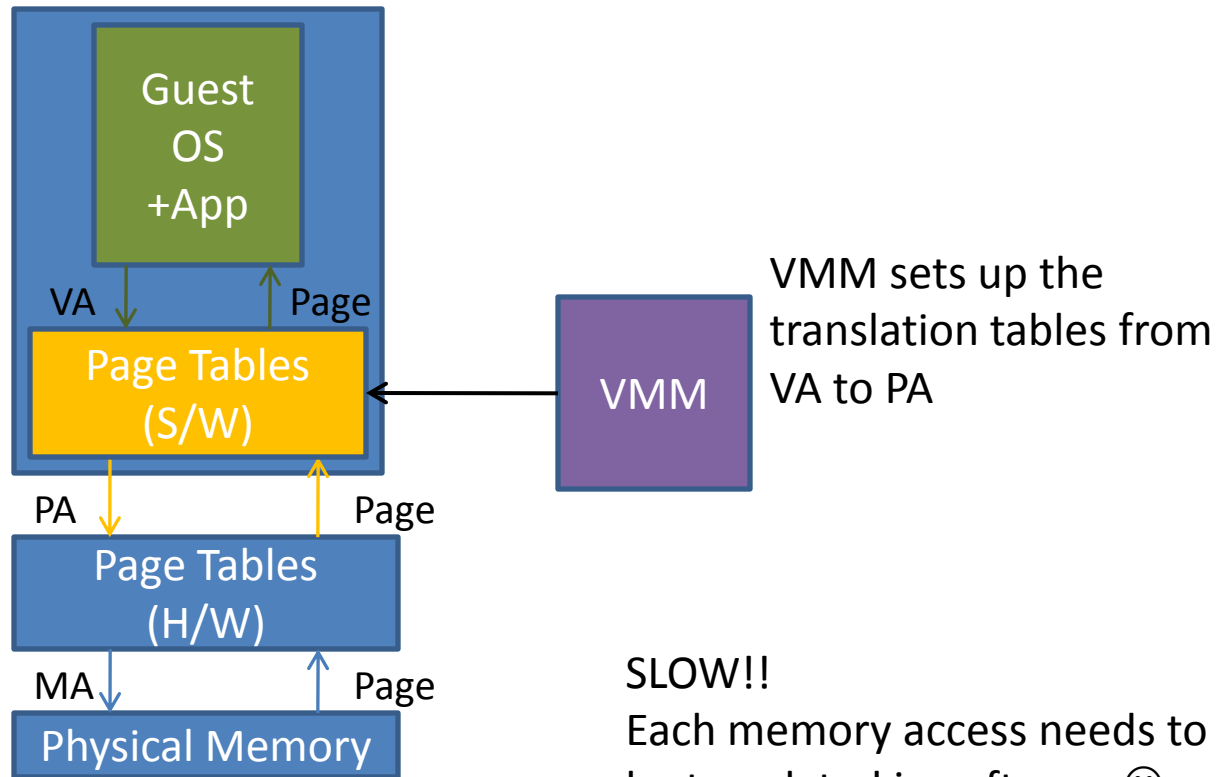 Guest
OS
+App
VA
Page
Page Tables
(S/W)
VMM
VMM sets up the
translation tables from
VA to PA
PA
Page
Page Tables
(H/W)
MA
Page
Physical Memory
SLOW!!
Each memory access needs to